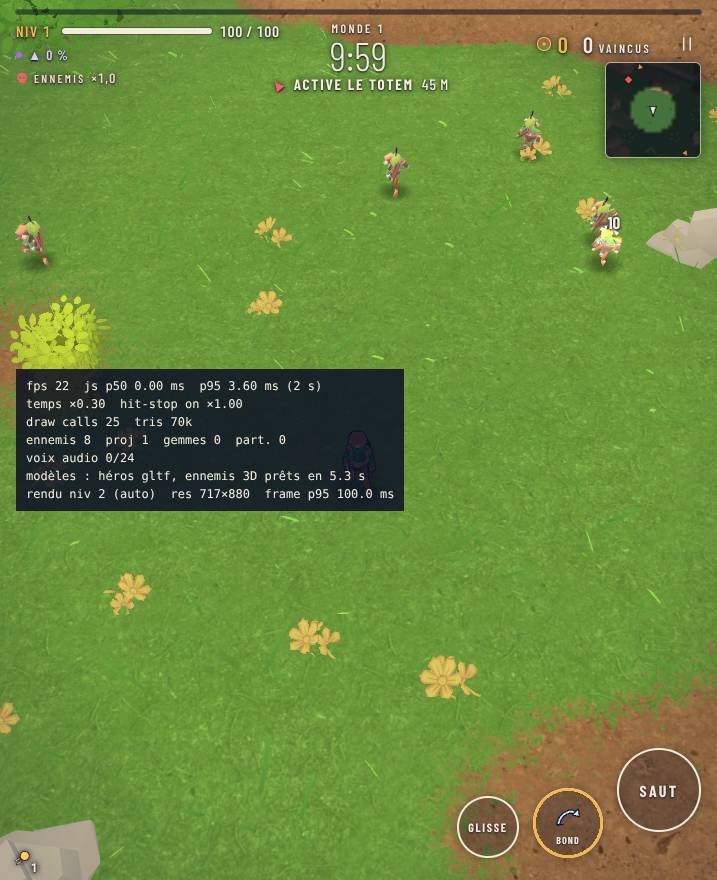 NIV 1 100 / 100
▲ 0 %
ENNEMIS ×1,0
MONDE 1
9:59
ACTIVE LE TOTEM 45 M
0 0 VAINCUS
10
fps 22 js p50 0.00 ms p95 3.60 ms (2 s)
temps ×0.30 hit-stop on ×1.00
draw calls 25 tris 70k
ennemis 8 proj 1 gemmes 0 part. 0
voix audio 0/24
modèles : héros gltf, ennemis 3D prêts en 5.3 s
rendu niv 2 (auto) res 717×880 frame p95 100.0 ms
SAUT
GLISSE
BOND
1